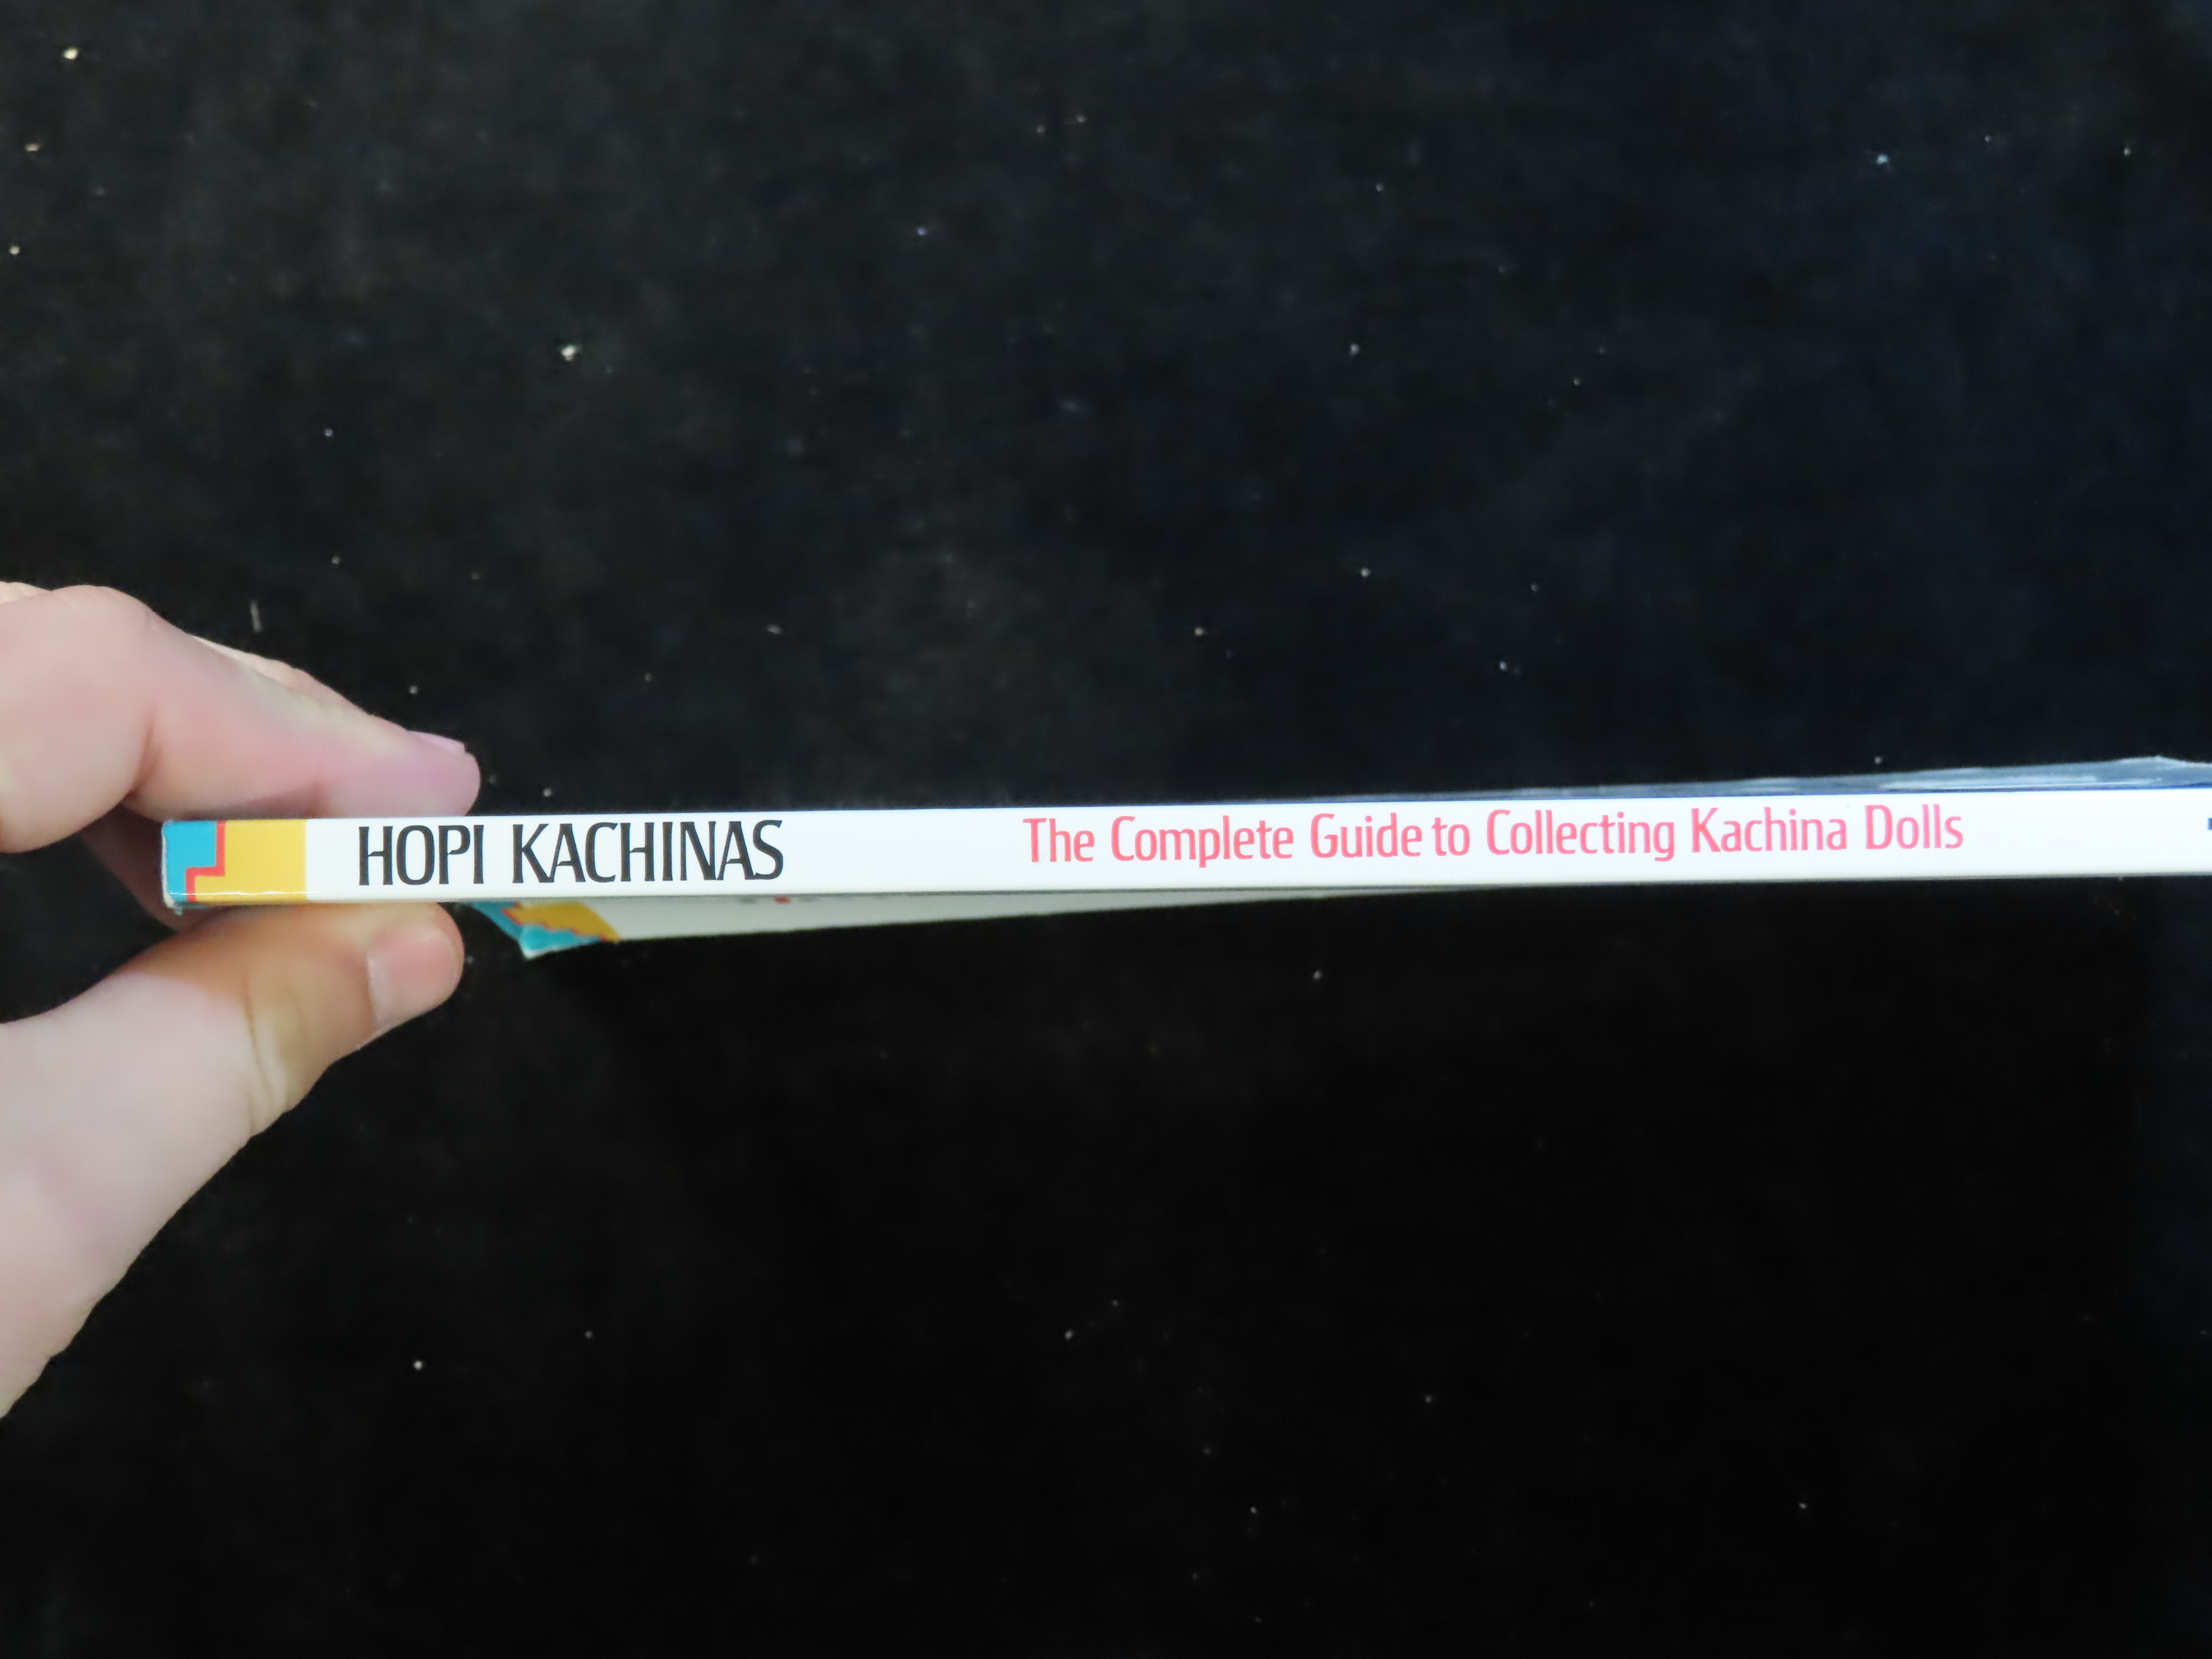 HOPI KACHINAS The Complete Guide to Collecting Kachina Dolls